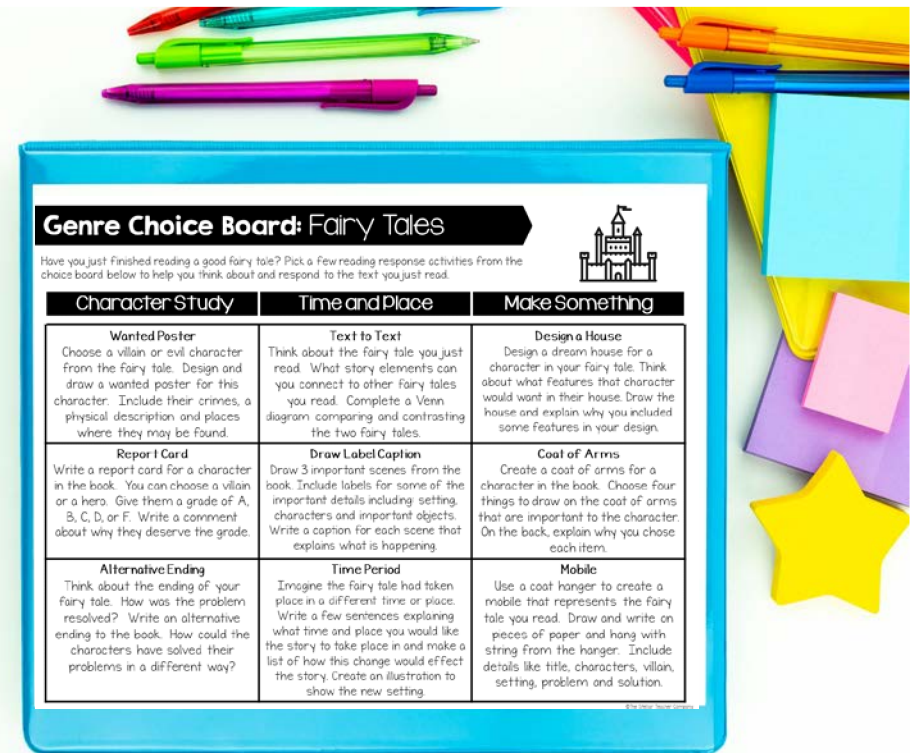 Genre Choice Board: Fairy Tales
Have you just finished reading a good fairy tale? Pick a few reading response activities from the
choice board below to help you think about and respond to the text you just read.
Character Study
Time and Place
Make Something
Wanted Poster
Choose a villain or evil character
from the fairy tale. Design and
draw a wanted poster for this
character. Include their crimes, a
physical description and places
where they may be found.
Text to Text
Think about the fairy tale you just
read. What story elements can
you connect to other fairy tales
you read. Complete a Venn
diagram comparing and contrasting
the two fairy tales.
Design a House
Design a dream house for a
character in your fairy tale. Think
about what features that character
would want in their house. Draw the
house and explain why you included
some features in your design.
Report Card
Write a report card for a character
in the book. You can choose a villain
or a hero. Give them a grade of A,
B, C, D, or F. Write a comment
about why they deserve the grade.
Draw Label Caption
Draw 3 important scenes from the
book. Include labels for some of the
important details including: setting,
characters and important objects.
Write a caption for each scene that
explains what is happening.
Coat of Arms
Create a coat of arms for a
character in the book. Choose four
things to draw on the coat of arms
that are important to the character.
On the back, explain why you chose
each item.
Alternative Ending
Think about the ending of your
fairy tale. How was the problem
resolved? Write an alternative
ending to the book. How could the
characters have solved their
problems in a different way?
Time Period
Imagine the fairy tale had taken
place in a different time or place.
Write a few sentences explaining
what time and place you would like
the story to take place in and make a
list of how this change would effect
the story. Create an illustration to
show the new setting.
Mobile
Use a coat hanger to create a
mobile that represents the fairy
tale you read. Draw and write on
pieces of paper and hang with
string from the hanger. Include
details like title, characters, villain,
setting, problem and solution.
©The Stellar Teacher Company